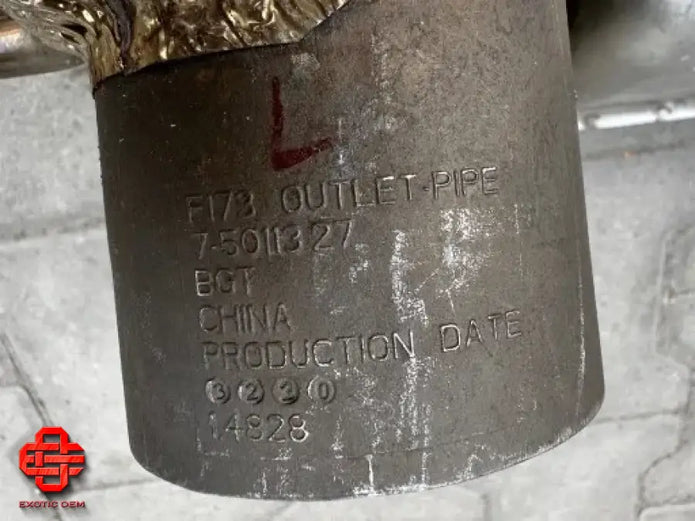 L
F173 OUTLET-PIPE
7-5011327
BGT
CHINA
PRODUCTION DATE
3220
14828
EXOTIC OEM